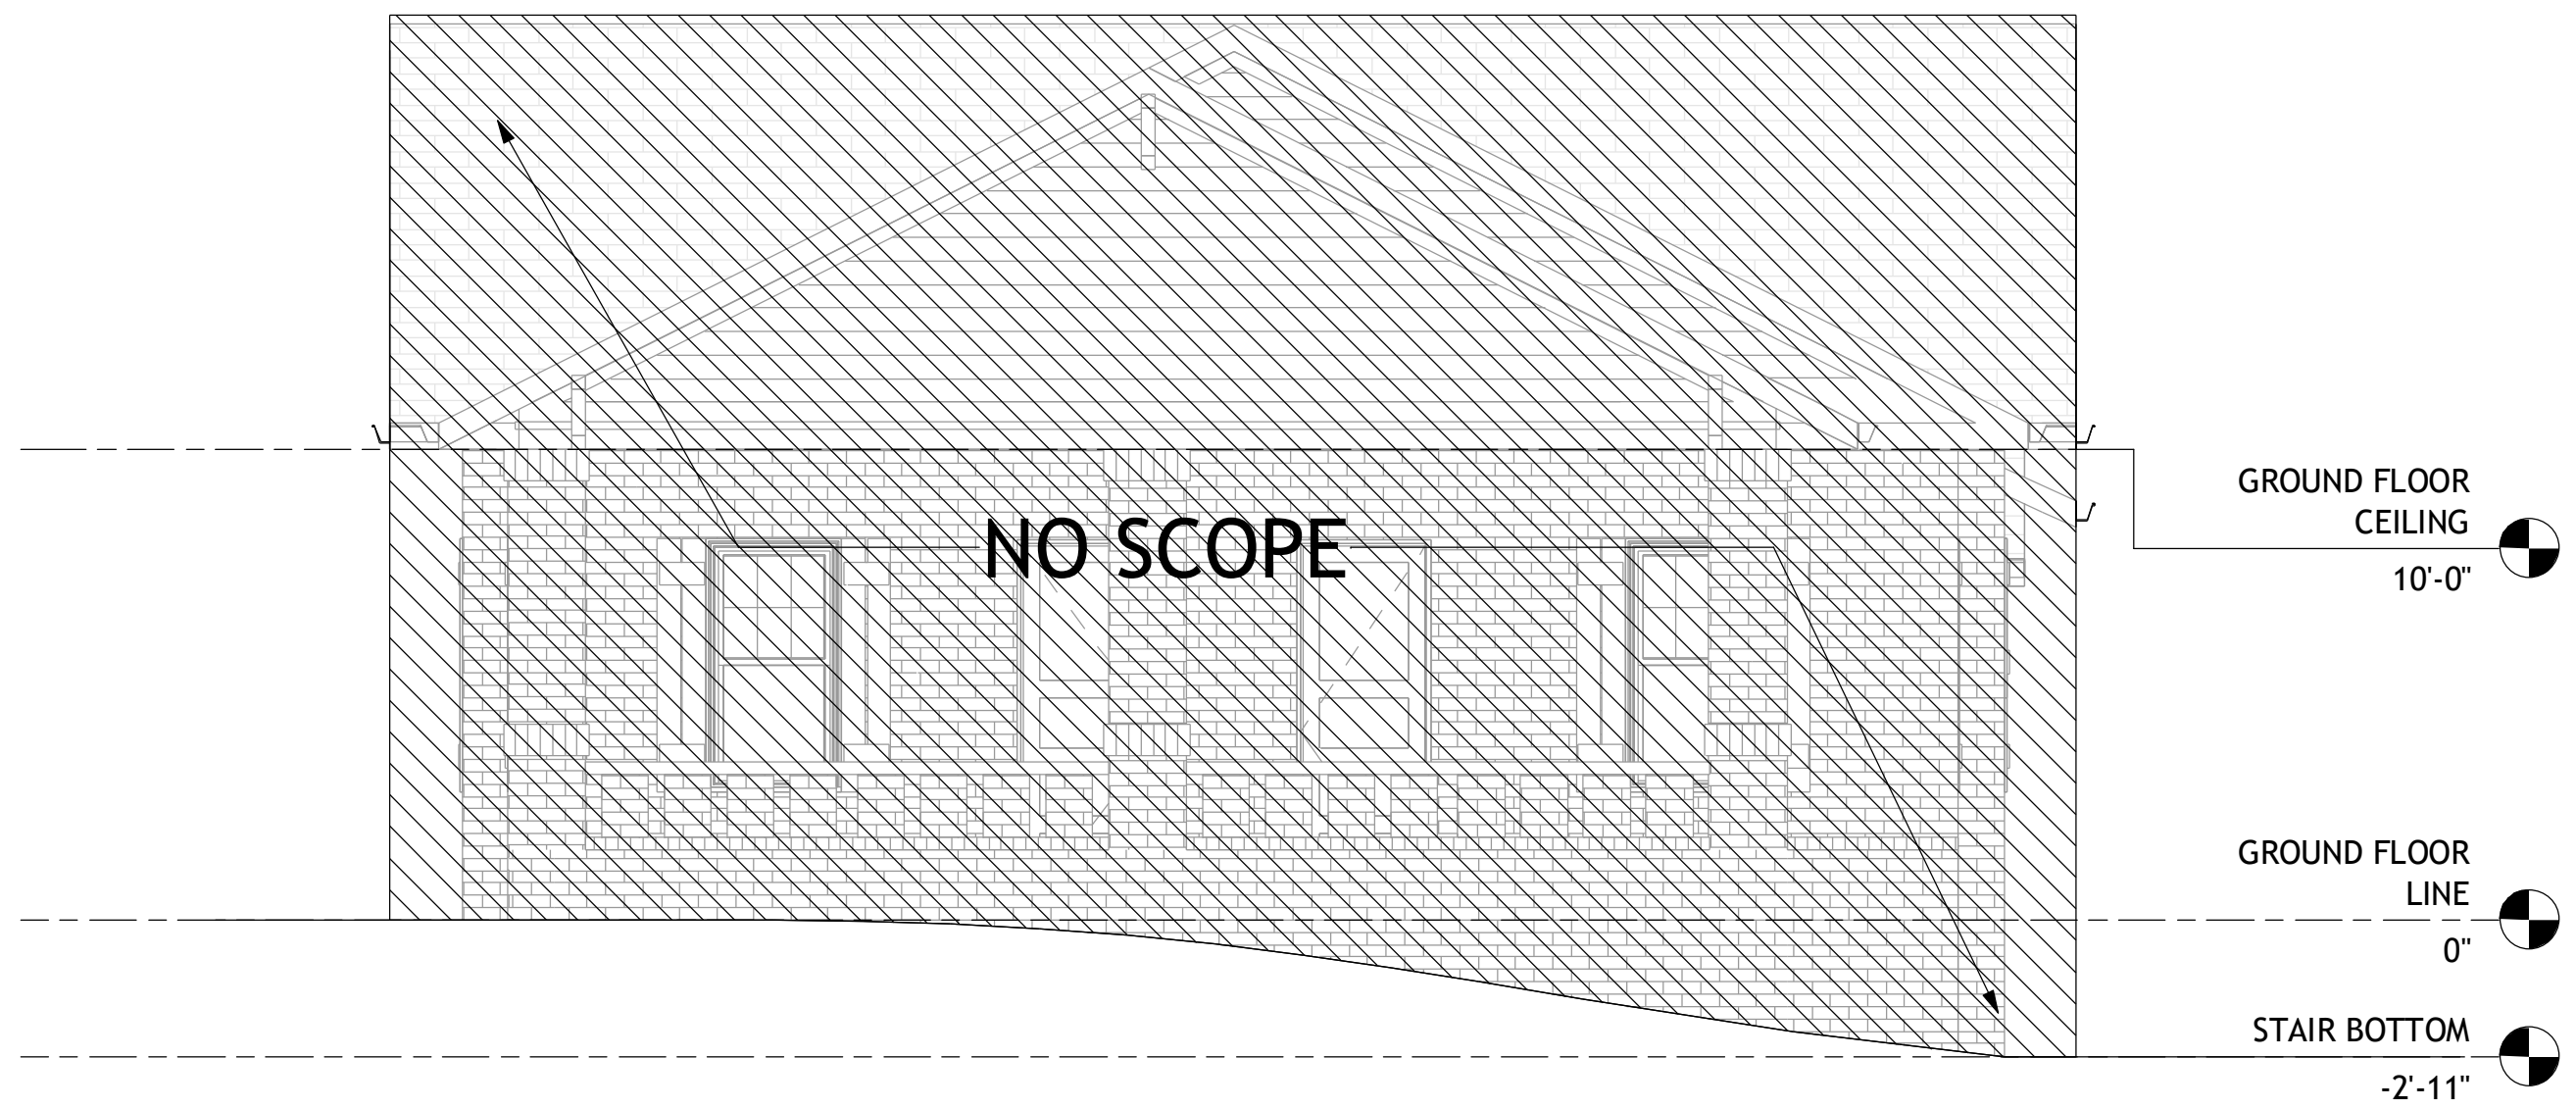 NO SCOPE
GROUND FLOOR
CEILING
10'-0"
GROUND FLOOR
LINE
0"
STAIR BOTTOM
-2'-11"